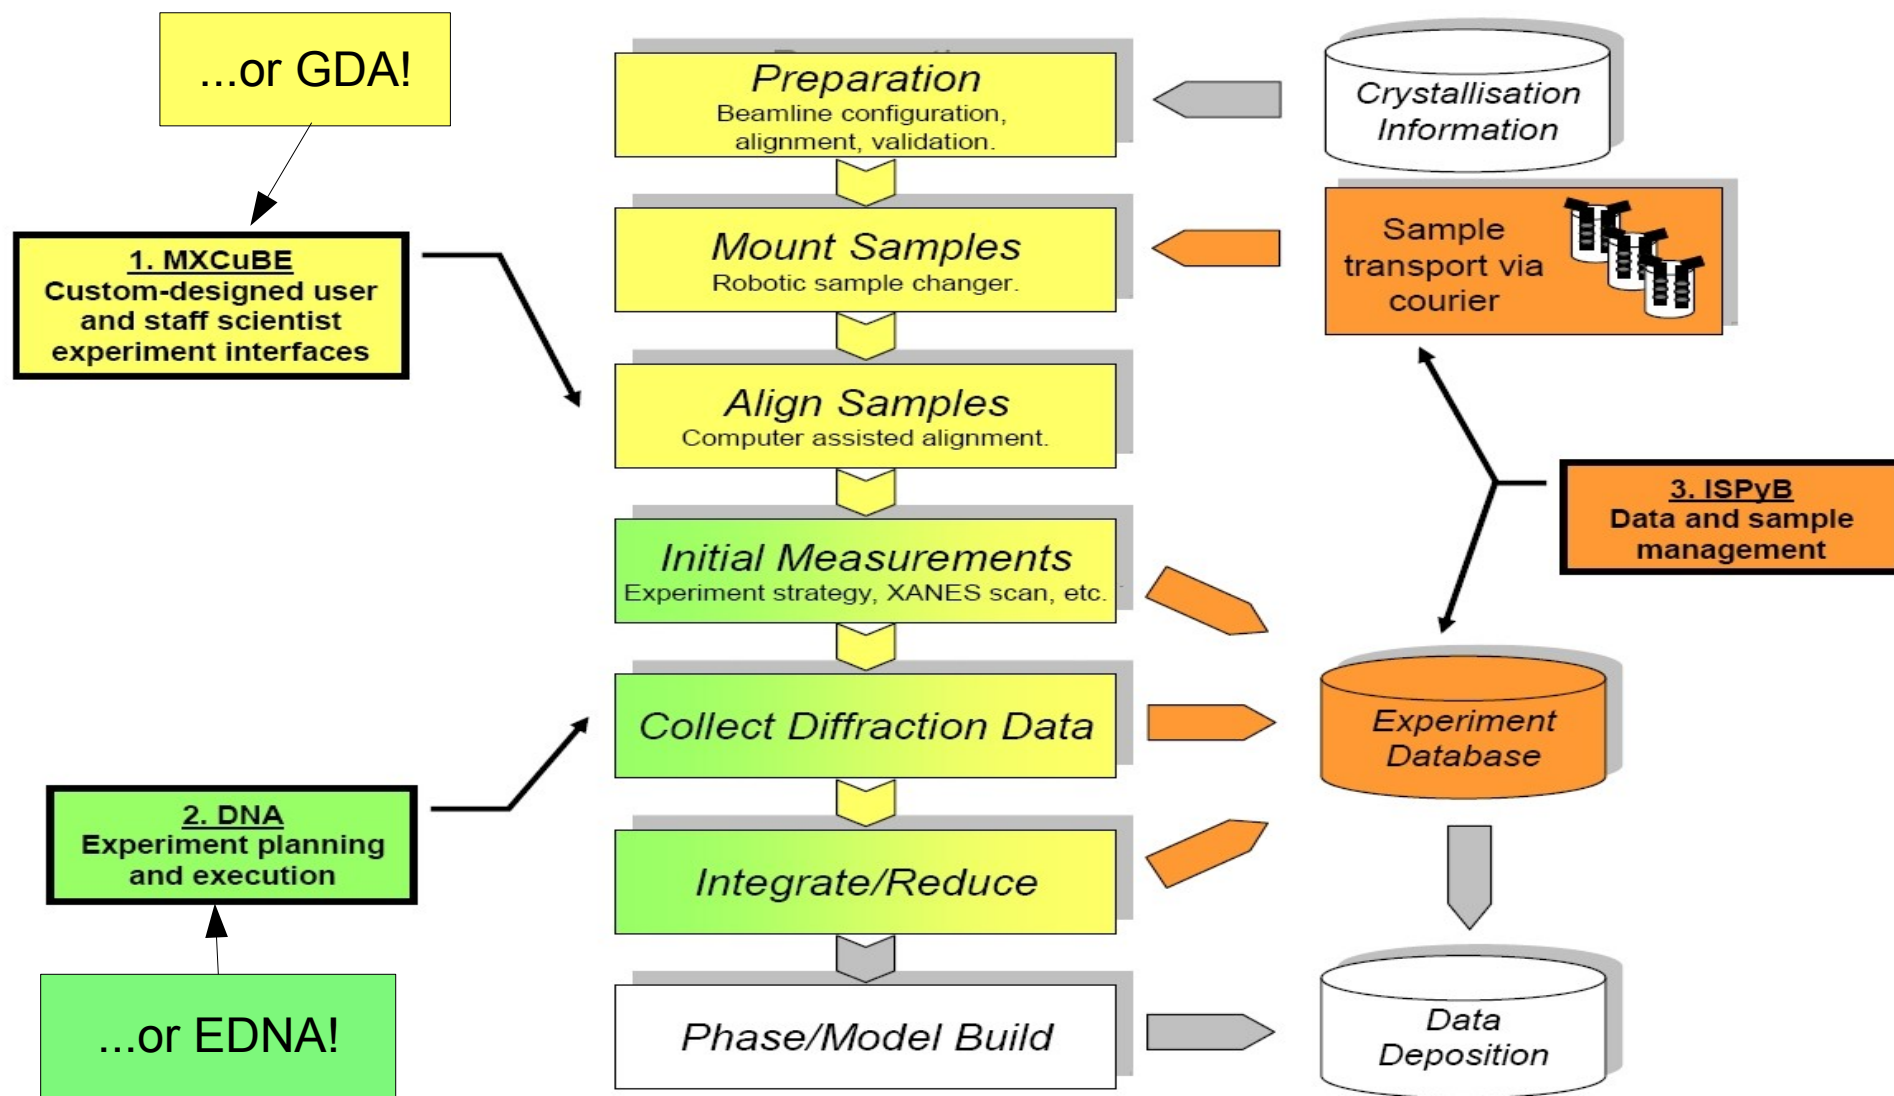 ...or GDA!
1. MXCuBE
Custom-designed user
and staff scientist
experiment interfaces
2. DNA
Experiment planning
and execution
...or EDNA!
Preparation
Beamline configuration,
alignment, validation.
Mount Samples
Robotic sample changer.
Align Samples
Computer assisted alignment.
Initial Measurements
Experiment strategy, XANES scan, etc.
Collect Diffraction Data
Integrate/Reduce
Phase/Model Build
Crystallisation
Information
Sample
transport via
courier
3. ISPyB
Data and sample
management
Experiment
Database
Data
Deposition